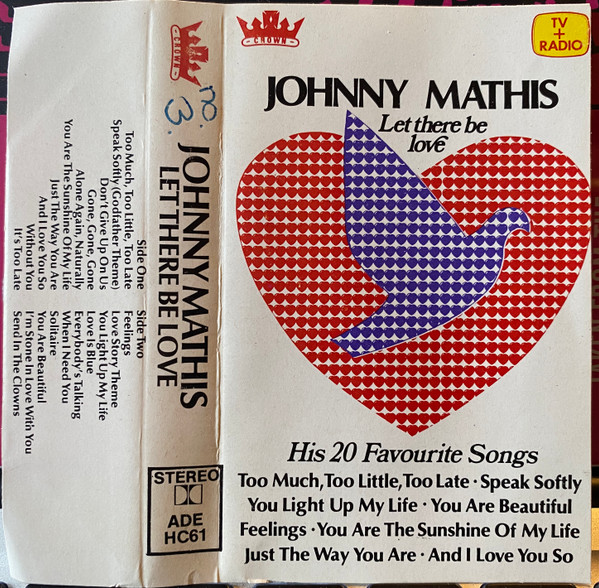 Side One
Too Much, Too Little, Too Late
Speak Softly (Godfather Theme)
Don't Give Up On Us
Gone, Gone, Gone
Alone Again, Naturally
You Are The Sunshine Of My Life
Just The Way You Are
And I Love You So
Without You
It's Too Late
Side Two
Feelings
Love Story Theme
You Light Up My Life
Love Is Blue
Everybody's Talking
When I Need You
Solitaire
You Are Beautiful
I'm Stone In Love With You
Send In The Clowns
CROWN
no.
3.
JOHNNY MATHIS
LET THERE BE LOVE
STEREO
ADE
HC61
CROWN
TV
+
RADIO
JOHNNY MATHIS
Let there be
love
His 20 Favourite Songs
Too Much, Too Little, Too Late · Speak Softly
You Light Up My Life · You Are Beautiful
Feelings · You Are The Sunshine Of My Life
Just The Way You Are · And I Love You So